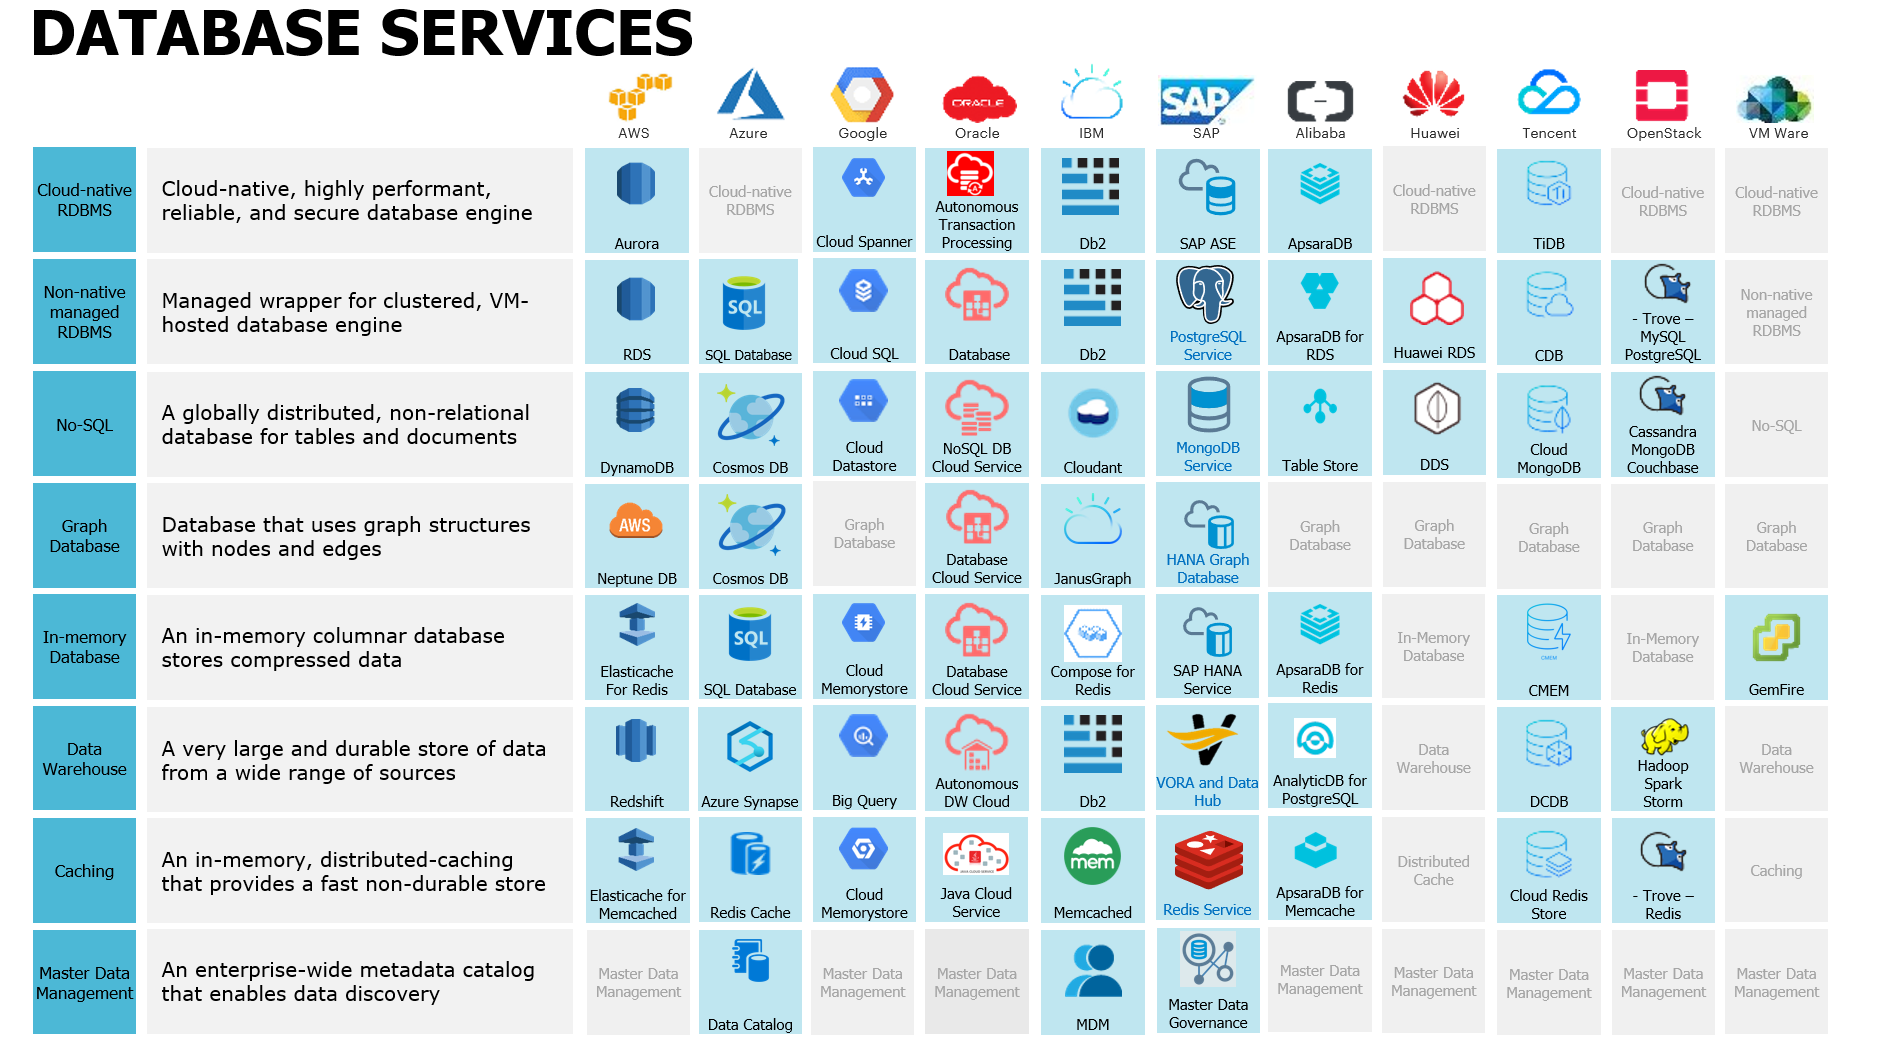 DATABASE SERVICES
ORACLE
SAP
AWS
Azure
Google
Oracle
IBM
SAP
Alibaba
Huawei
Tencent
OpenStack
VM Ware
Cloud-native
RDBMS
Cloud-native, highly performant,
reliable, and secure database engine
Aurora
Cloud-native
RDBMS
Cloud Spanner
Autonomous
Transaction
Processing
Db2
SAP ASE
ApsaraDB
Cloud-native
RDBMS
TiDB
Cloud-native
RDBMS
Cloud-native
RDBMS
Non-native
managed
RDBMS
Managed wrapper for clustered, VM-
hosted database engine
RDS
SQL
SQL Database
Cloud SQL
Database
Db2
PostgreSQL
Service
ApsaraDB for
RDS
Huawei RDS
CDB
- Trove –
MySQL
PostgreSQL
Non-native
managed
RDBMS
No-SQL
A globally distributed, non-relational
database for tables and documents
DynamoDB
Cosmos DB
Cloud
Datastore
NoSQL DB
Cloud Service
Cloudant
MongoDB
Service
Table Store
DDS
Cloud
MongoDB
Cassandra
MongoDB
Couchbase
No-SQL
Graph
Database
Database that uses graph structures
with nodes and edges
AWS
Neptune DB
Cosmos DB
Graph
Database
Database
Cloud Service
JanusGraph
HANA Graph
Database
Graph
Database
Graph
Database
Graph
Database
Graph
Database
Graph
Database
In-memory
Database
An in-memory columnar database
stores compressed data
Elasticache
For Redis
SQL
SQL Database
Cloud
Memorystore
Database
Cloud Service
Compose for
Redis
SAP HANA
Service
ApsaraDB for
Redis
In-Memory
Database
CMEM
CMEM
In-Memory
Database
GemFire
Data
Warehouse
A very large and durable store of data
from a wide range of sources
Redshift
Azure Synapse
Big Query
Autonomous
DW Cloud
Db2
VORA and Data
Hub
AnalyticDB for
PostgreSQL
Data
Warehouse
DCDB
Hadoop
Spark
Storm
Data
Warehouse
Caching
An in-memory, distributed-caching
that provides a fast non-durable store
Elasticache for
Memcached
Redis Cache
Cloud
Memorystore
JAVA CLOUD SERVICE
Java Cloud
Service
mem
Memcached
Redis Service
ApsaraDB for
Memcache
Distributed
Cache
Cloud Redis
Store
- Trove –
Redis
Caching
Master Data
Management
An enterprise-wide metadata catalog
that enables data discovery
Master Data
Management
Data Catalog
Master Data
Management
Master Data
Management
MDM
Master Data
Governance
Master Data
Management
Master Data
Management
Master Data
Management
Master Data
Management
Master Data
Management